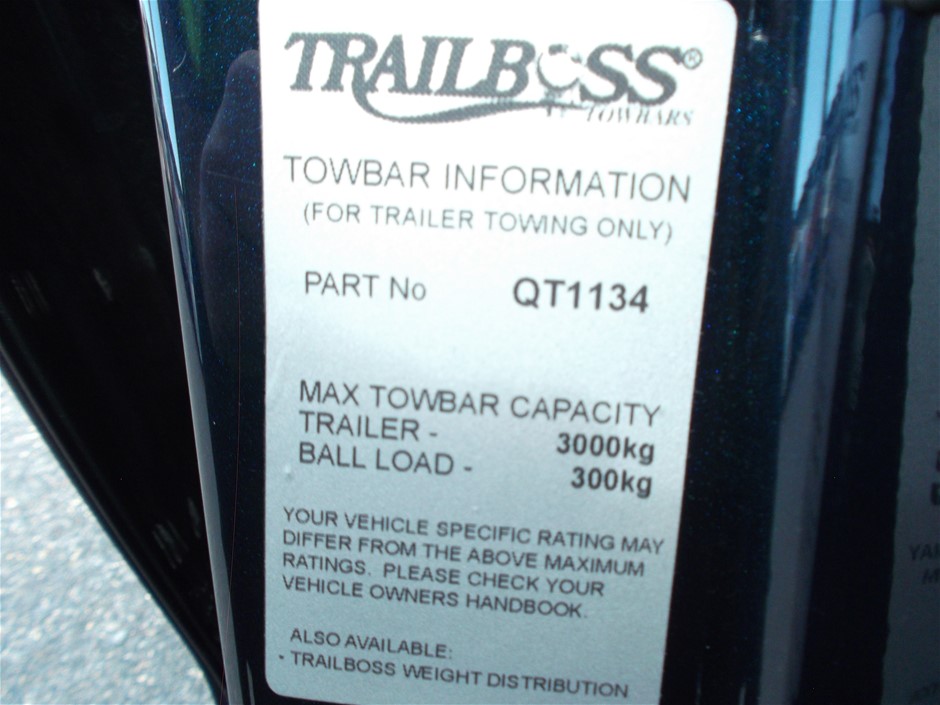 TRAILBOSS®
TOWBARS
TOWBAR INFORMATION
(FOR TRAILER TOWING ONLY)
PART No QT1134
MAX TOWBAR CAPACITY
TRAILER - 3000kg
BALL LOAD - 300kg
YOUR VEHICLE SPECIFIC RATING MAY
DIFFER FROM THE ABOVE MAXIMUM
RATINGS. PLEASE CHECK YOUR
VEHICLE OWNERS HANDBOOK.
ALSO AVAILABLE:
- TRAILBOSS WEIGHT DISTRIBUTION